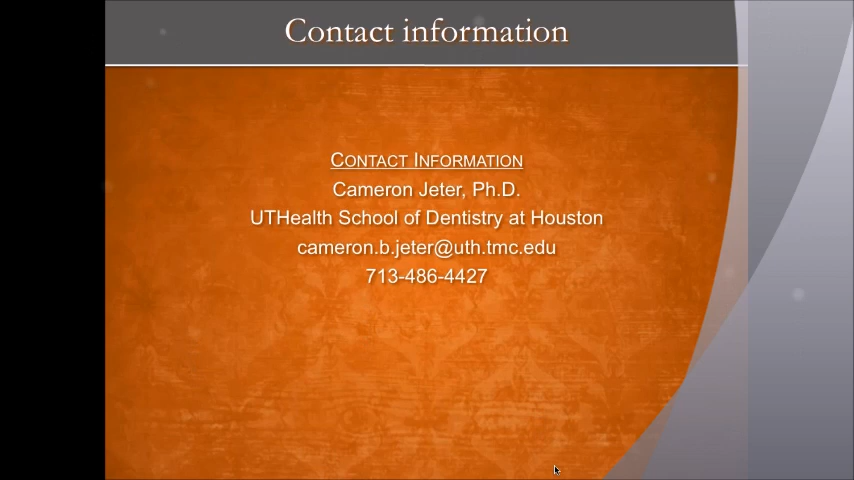 Contact information
Contact Information
Cameron Jeter, Ph.D.
UTHealth School of Dentistry at Houston
cameron.b.jeter@uth.tmc.edu
713-486-4427